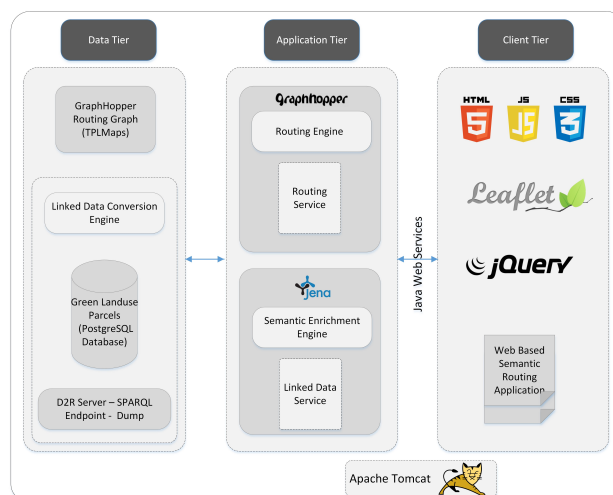 Data Tier
Application Tier
Client Tier
GraphHopper
Routing Graph
(TPLMaps)
Linked Data Conversion
Engine
Green Landuse
Parcels
(PostgreSQL
Database)
D2R Server – SPARQL
Endpoint - Dump
GraphHopper
Routing Engine
Routing
Service
Jena
Semantic Enrichment
Engine
Linked Data
Service
Java Web Services
HTML JS CSS
5 JS 3
Leaflet
jQuery
Web Based
Semantic
Routing
Application
Apache Tomcat